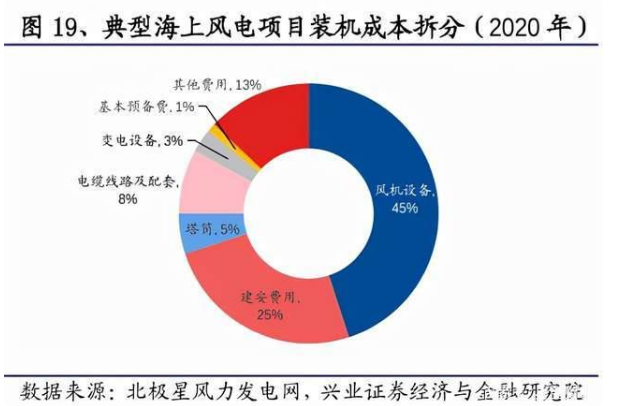 图 19、典型海上风电项目装机成本拆分（2020 年）
其他费用,13%
基本预备费,1%
变电设备,3%
电缆线路及配套,
8%
塔筒,5%
风机设备,
45%
建安费用,
25%
数据来源：北极星风力发电网，兴业证券经济与金融研究院